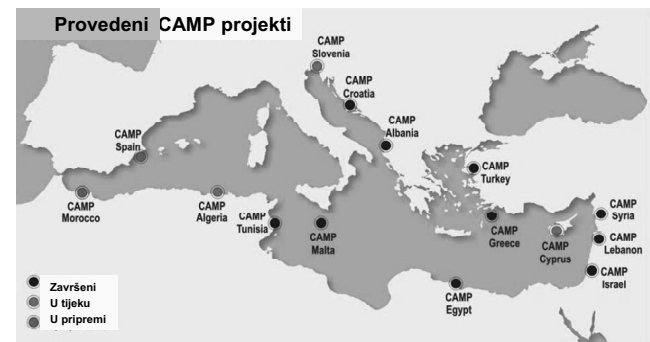 Provedeni CAMP projekti
CAMP
Slovenia
CAMP
Croatia
CAMP
Albania
CAMP
Spain
CAMP
Turkey
CAMP
Morocco
CAMP
Algeria
CAMP
Tunisia
CAMP
Malta
CAMP
Greece
CAMP
Cyprus
CAMP
Syria
CAMP
Lebanon
CAMP
Israel
CAMP
Egypt
Završeni
U tijeku
U pripremi